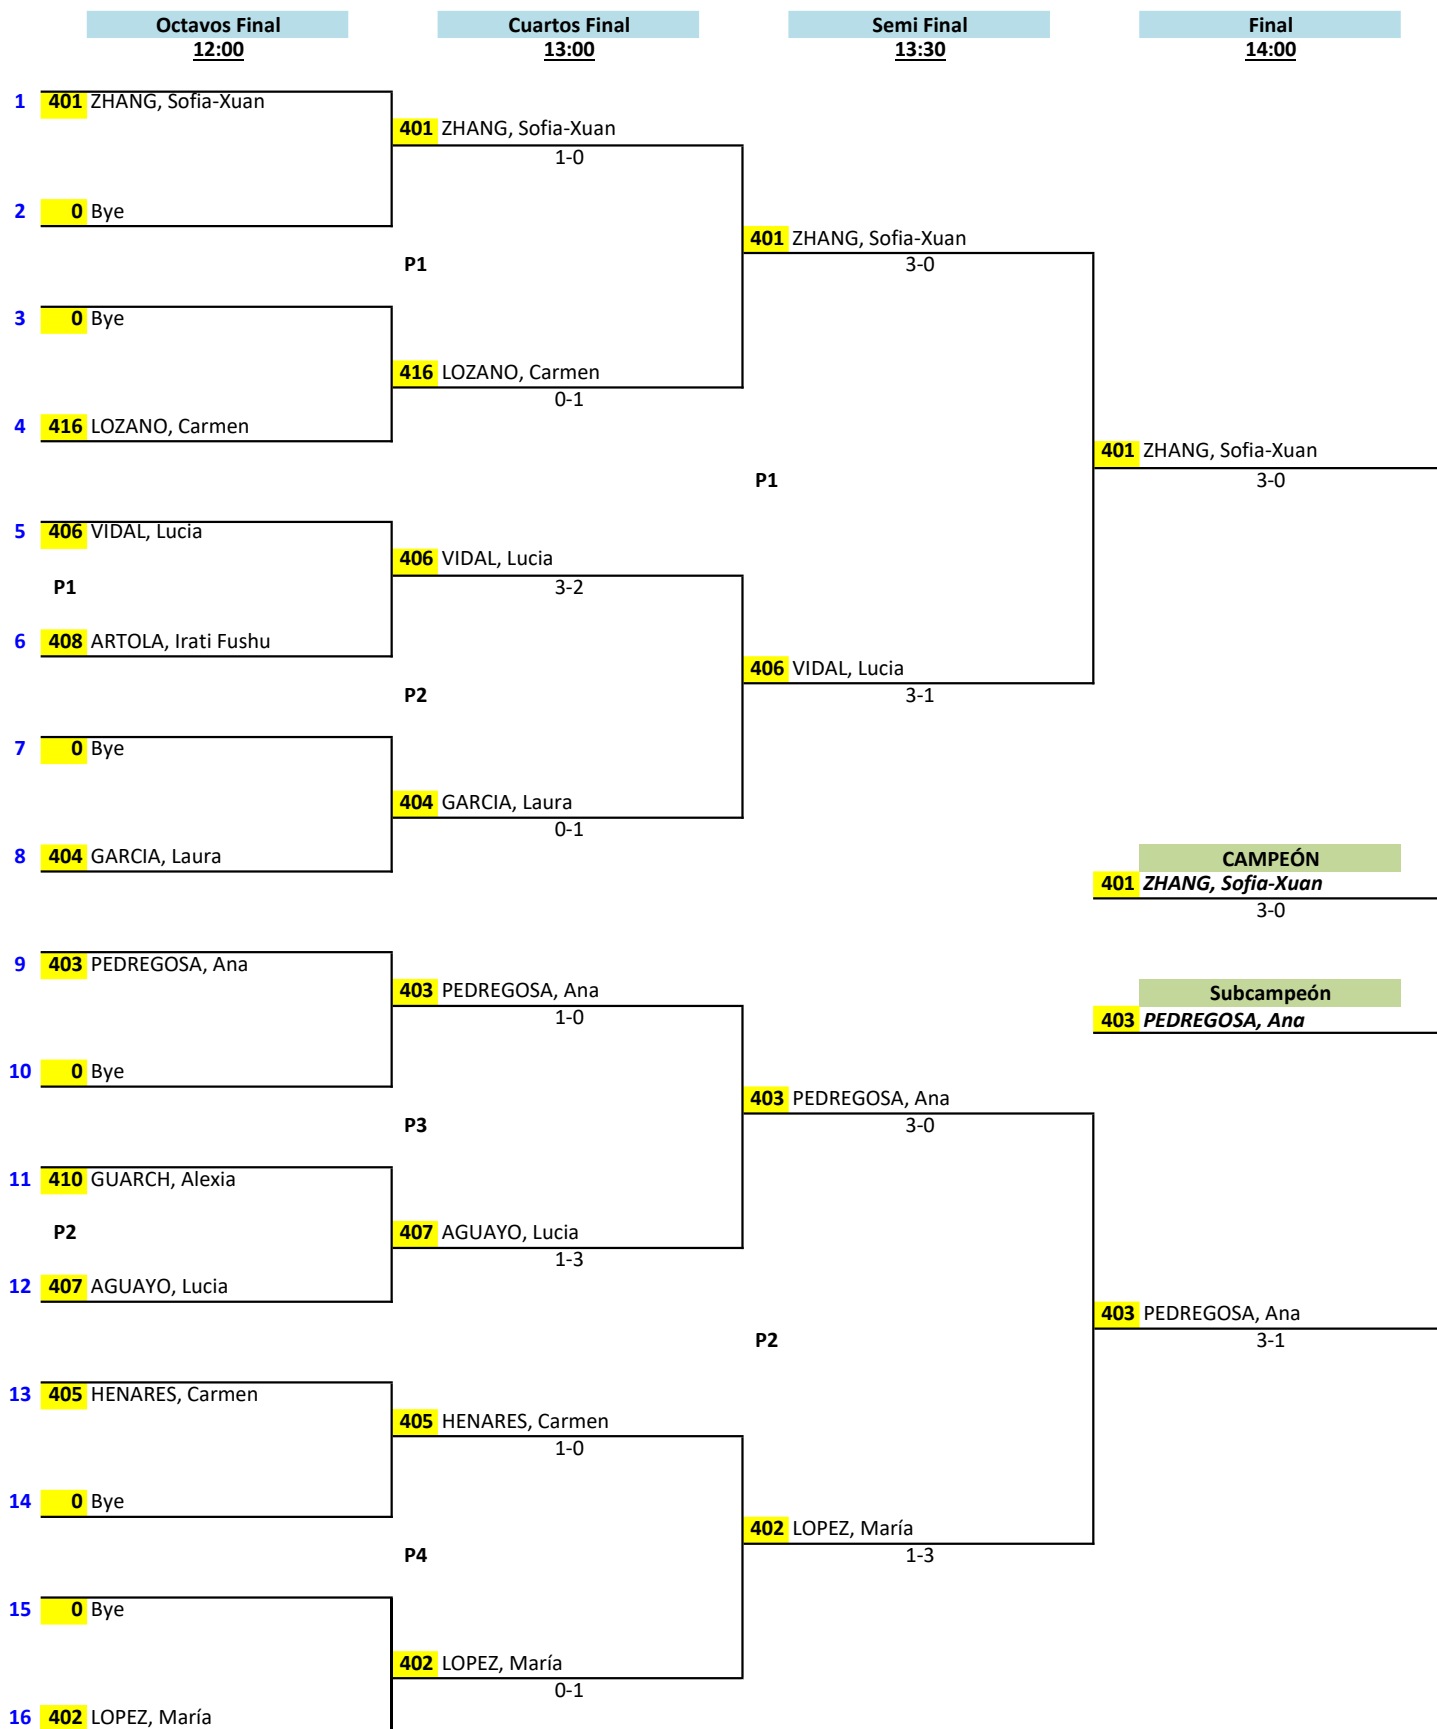 Octavos Final Cuartos Final Semi Final Final
12:00 13:00 13:30 14:00
1 401 ZHANG, Sofia-Xuan
401 ZHANG, Sofia-Xuan
1-0
2 0 Bye
401 ZHANG, Sofia-Xuan
P1 3-0
3 0 Bye
416 LOZANO, Carmen
0-1
4 416 LOZANO, Carmen
401 ZHANG, Sofia-Xuan
P1 3-0
5 406 VIDAL, Lucia
406 VIDAL, Lucia
P1 3-2
6 408 ARTOLA, Irati Fushu
406 VIDAL, Lucia
P2 3-1
7 0 Bye
404 GARCIA, Laura
0-1
8 404 GARCIA, Laura CAMPEÓN
401 ZHANG, Sofia-Xuan
3-0
9 403 PEDREGOSA, Ana
403 PEDREGOSA, Ana Subcampeón
1-0 403 PEDREGOSA, Ana
10 0 Bye
403 PEDREGOSA, Ana
P3 3-0
11 410 GUARCH, Alexia
P2 407 AGUAYO, Lucia
1-3
12 407 AGUAYO, Lucia
403 PEDREGOSA, Ana
P2 3-1
13 405 HENARES, Carmen
405 HENARES, Carmen
1-0
14 0 Bye
402 LOPEZ, María
P4 1-3
15 0 Bye
402 LOPEZ, María
0-1
16 402 LOPEZ, María